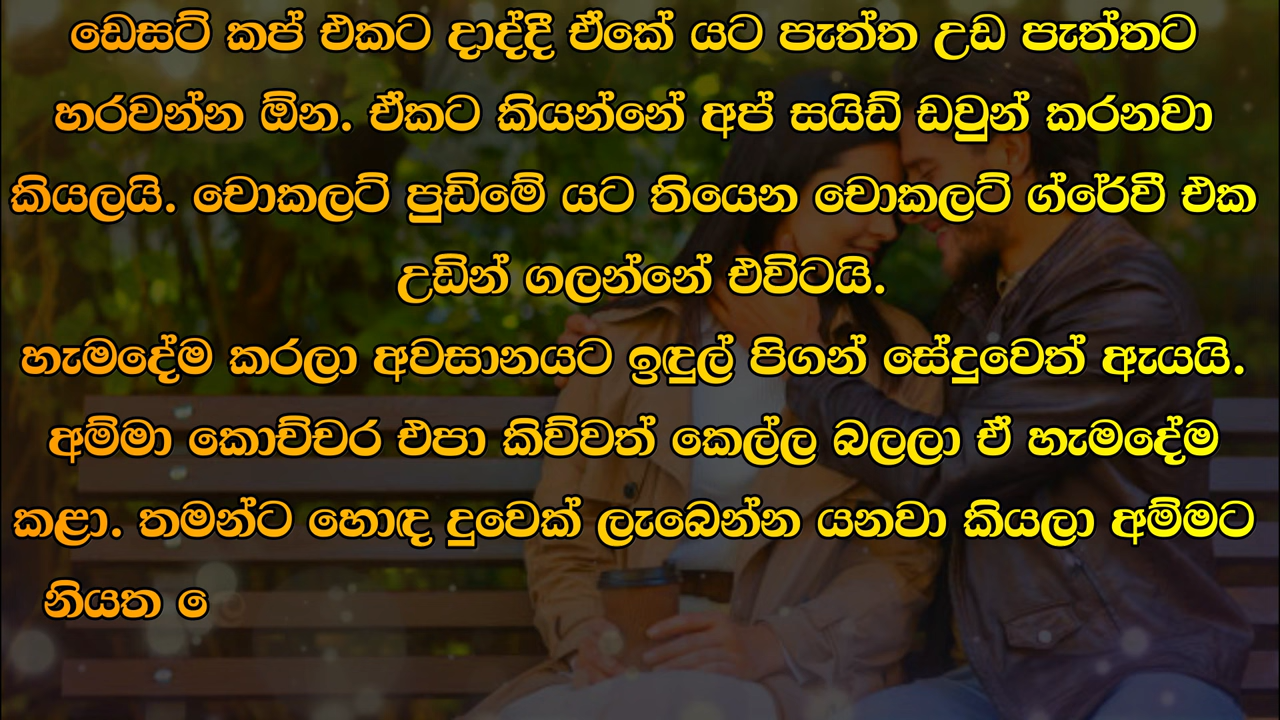 ඩෙසට් කප් එකට දාද්දී ඒකේ යට පැත්ත උඩ පැත්තට
හරවන්න ඕන. ඒකට කියන්නේ අප් සයිඩ් ඩවුන් කරනවා
කියලයි. චොකලට් පුඩිමේ යට තියෙන චොකලට් ග්රේවී එක
උඩින් ගලන්නේ එවිටයි.
හැමදේම කරලා අවසානයට ඉඳුල් පිගන් සේදුවෙත් ඇයයි.
අම්මා කොච්චර එපා කිව්වත් කෙල්ල බලලා ඒ හැමදේම
කළා. තමන්ට හොඳ දුවෙක් ලැබෙන්න යනවා කියලා අම්මට
නියත ෙ